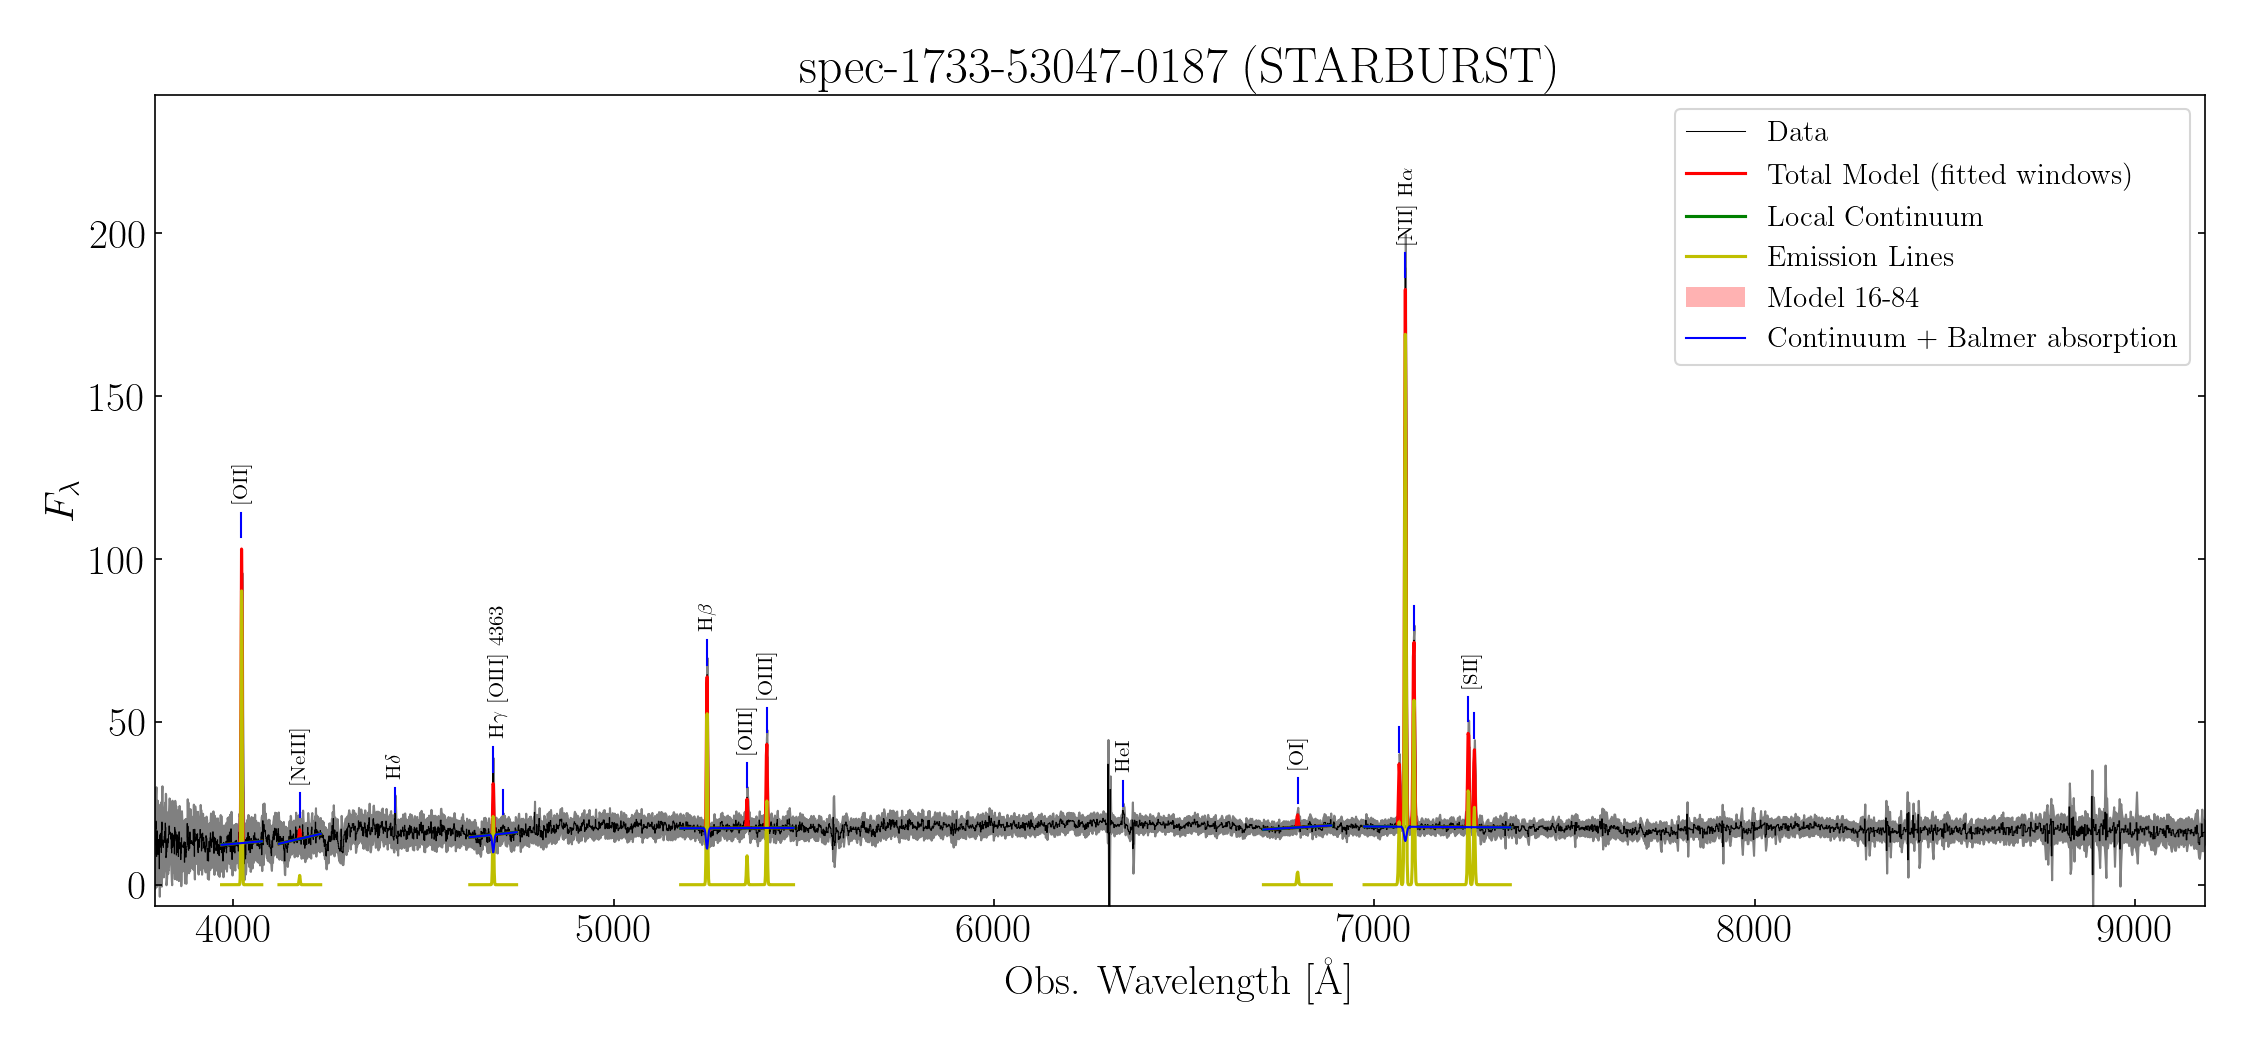 spec-1733-53047-0187 (STARBURST)
Data
Total Model (fitted windows)
Local Continuum
Emission Lines
Model 16-84
Continuum + Balmer absorption
[OII]
[NeIII]
Hδ
Hγ [OIII] 4363
Hβ
[OIII]
[OIII]
HeI
[OI]
[NII] Hα
[SII]
Fλ
200
150
100
50
0
4000 5000 6000 7000 8000 9000
Obs. Wavelength [Å]